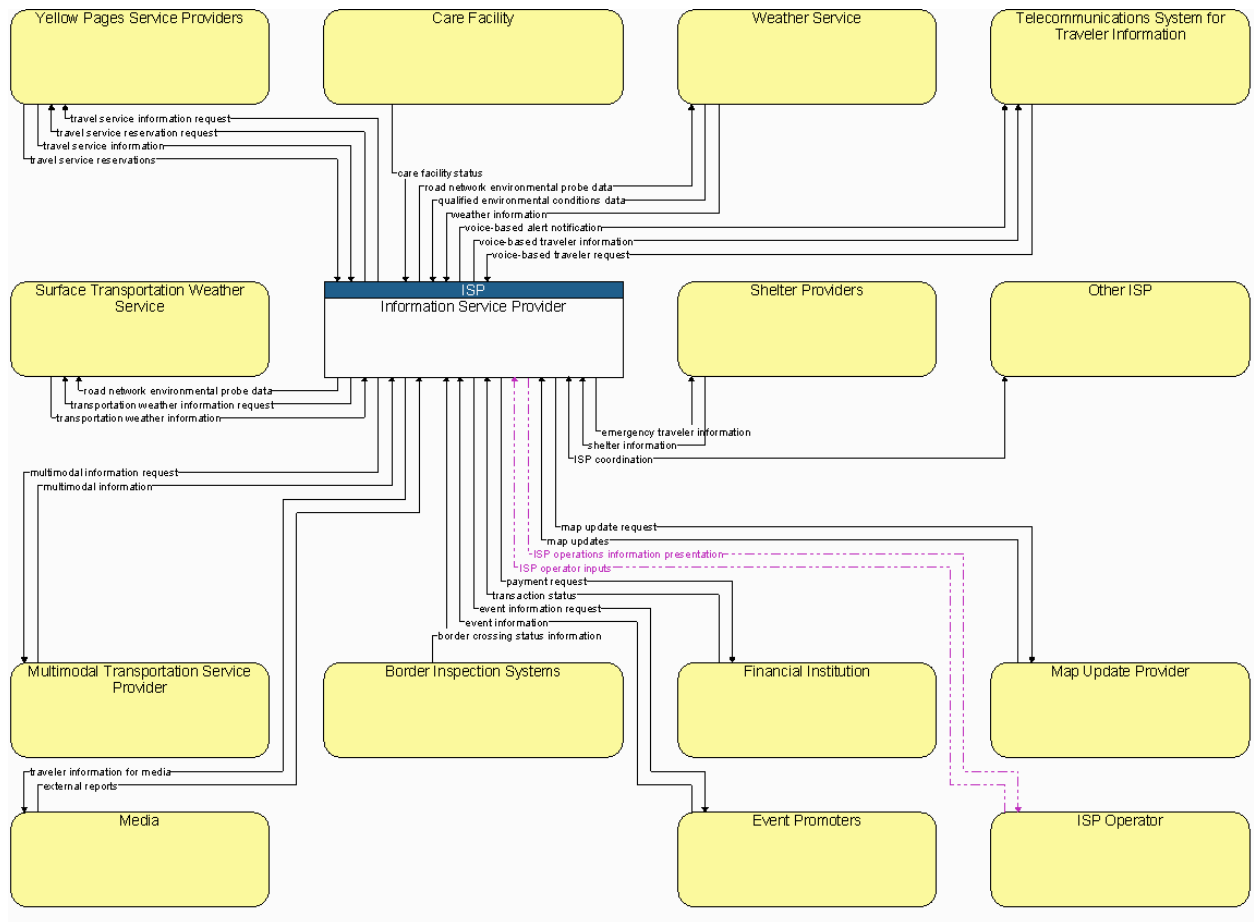 Yellow Pages Service Providers
Care Facility
Weather Service
Telecommunications System for
Traveler Information
travel service information request
travel service reservation request
travel service information
travel service reservations
care facility status
road network environmental probe data
qualified environmental conditions data
weather information
voice-based alert notification
voice-based traveler information
voice-based traveler request
Surface Transportation Weather
Service
ISP
Information Service Provider
Shelter Providers
Other ISP
road network environmental probe data
transportation weather information request
transportation weather information
emergency traveler information
shelter information
ISP coordination
multimodal information request
multimodal information
map update request
map updates
ISP operations information presentation
ISP operator inputs
payment request
transaction status
event information request
event information
border crossing status information
Multimodal Transportation Service
Provider
Border Inspection Systems
Financial Institution
Map Update Provider
traveler information for media
external reports
Media
Event Promoters
ISP Operator